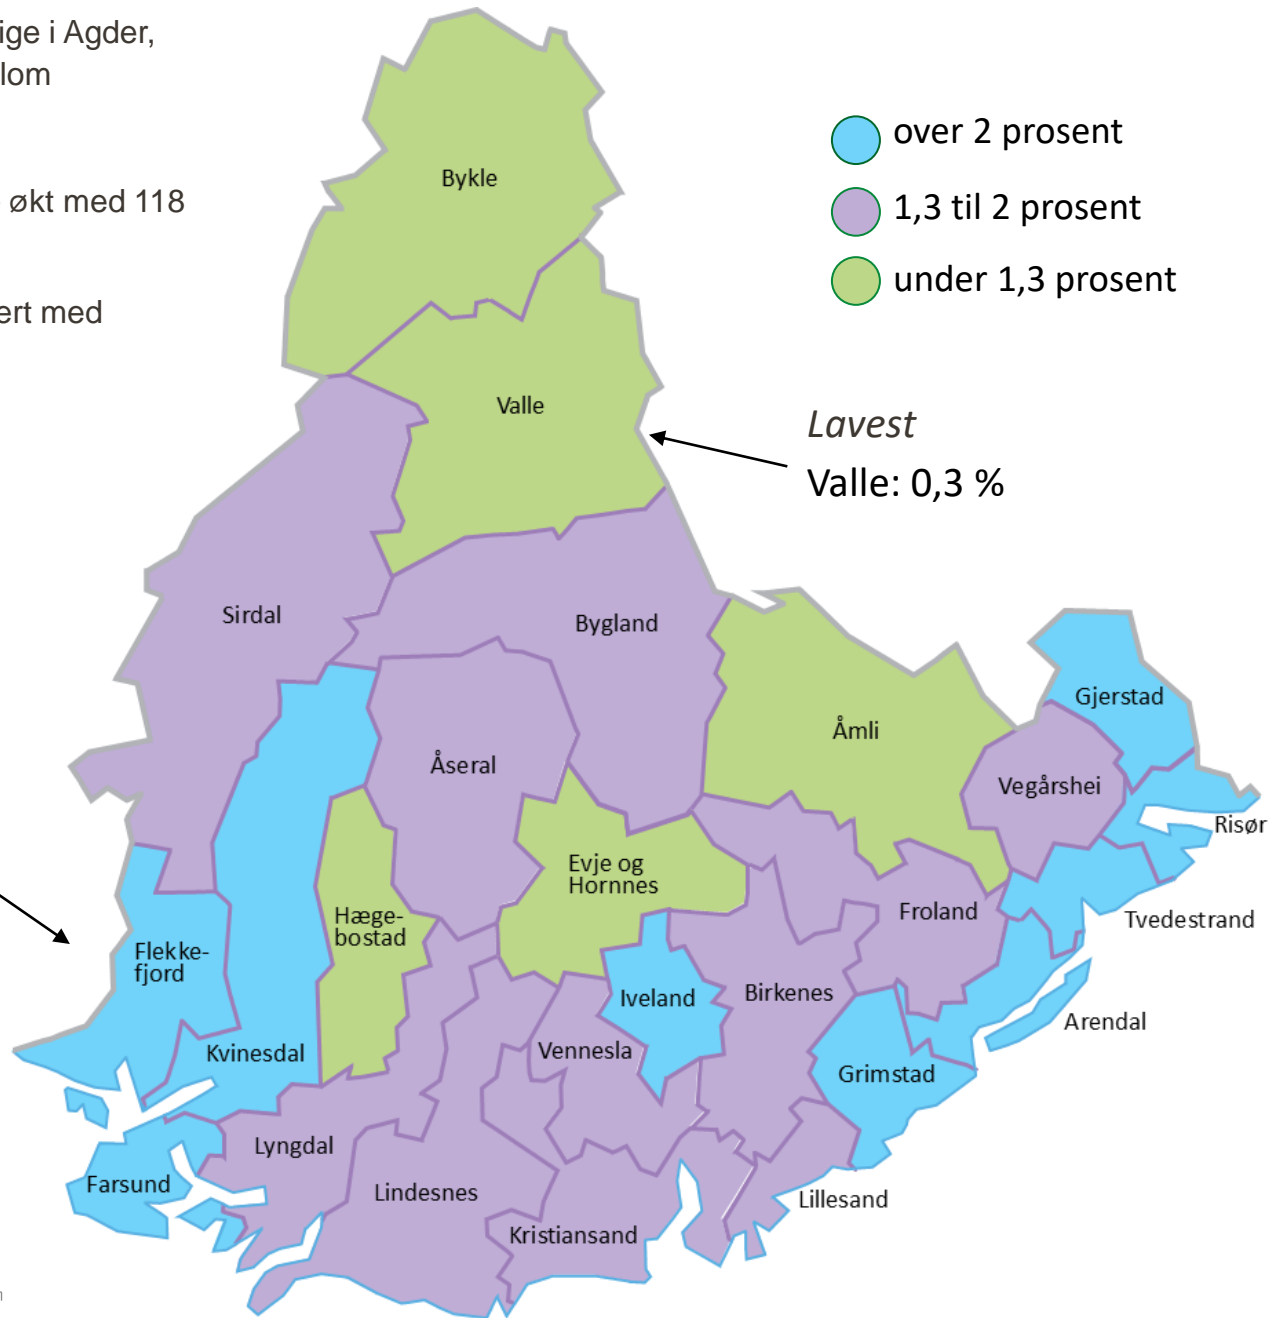 ige i Agder,
lom
økt med 118
ert med
over 2 prosent
1,3 til 2 prosent
under 1,3 prosent
Lavest
Valle: 0,3 %
Bykle
Valle
Sirdal
Bygland
Gjerstad
Åmli
Åseral
Vegårshei
Risør
Evje og
Hornnes
Hæge-
bostad
Froland
Tvedestrand
Flekke-
fjord
Iveland
Birkenes
Arendal
Kvinesdal
Vennesla
Grimstad
Lyngdal
Farsund
Lindesnes
Lillesand
Kristiansand